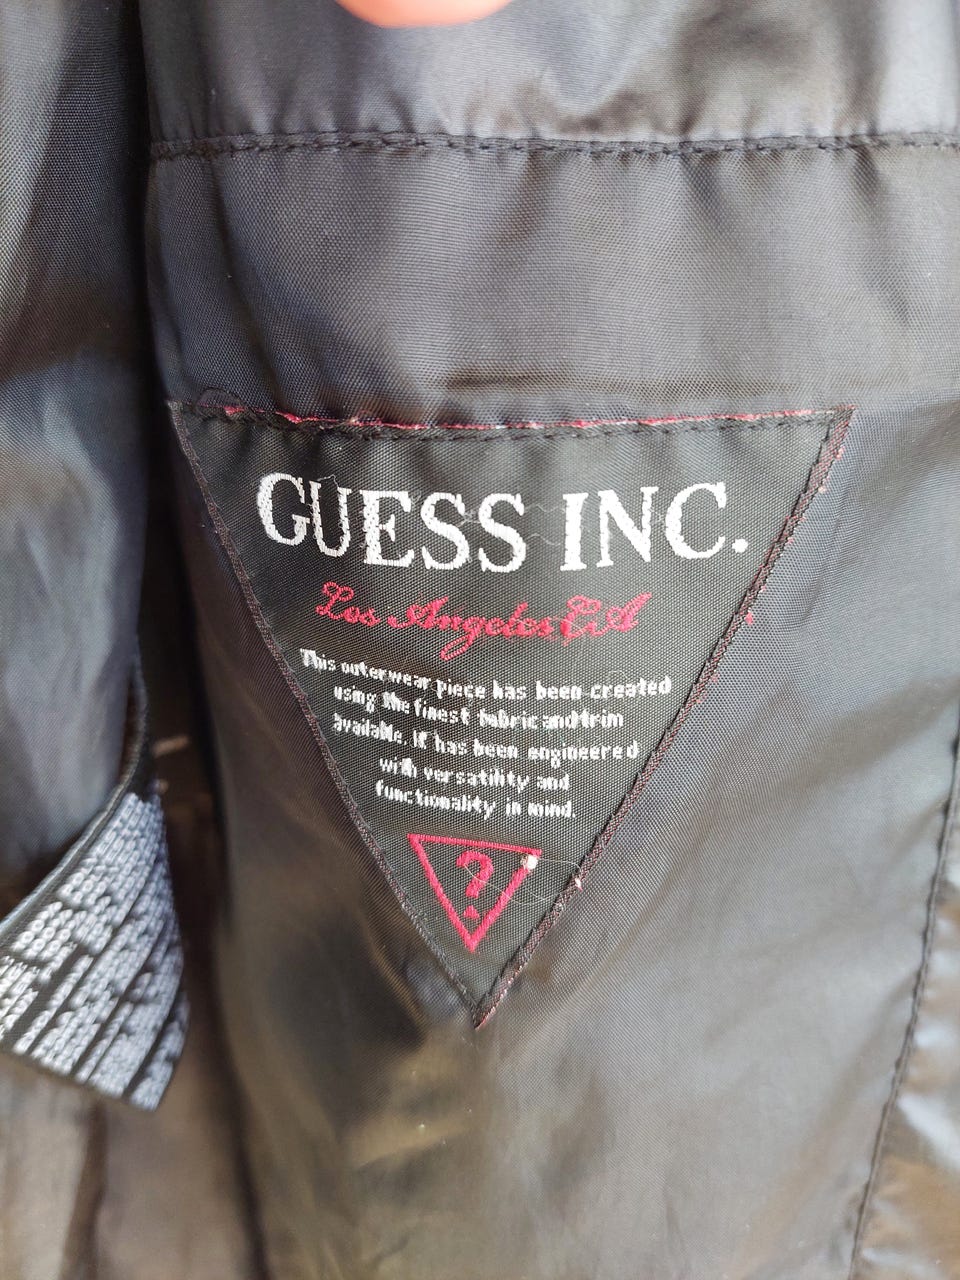 GUESS INC.
Los Angeles CA
This outerwear piece has been created
using the finest fabric and trim
available. It has been engineered
with versatility and
functionality in mind.
?